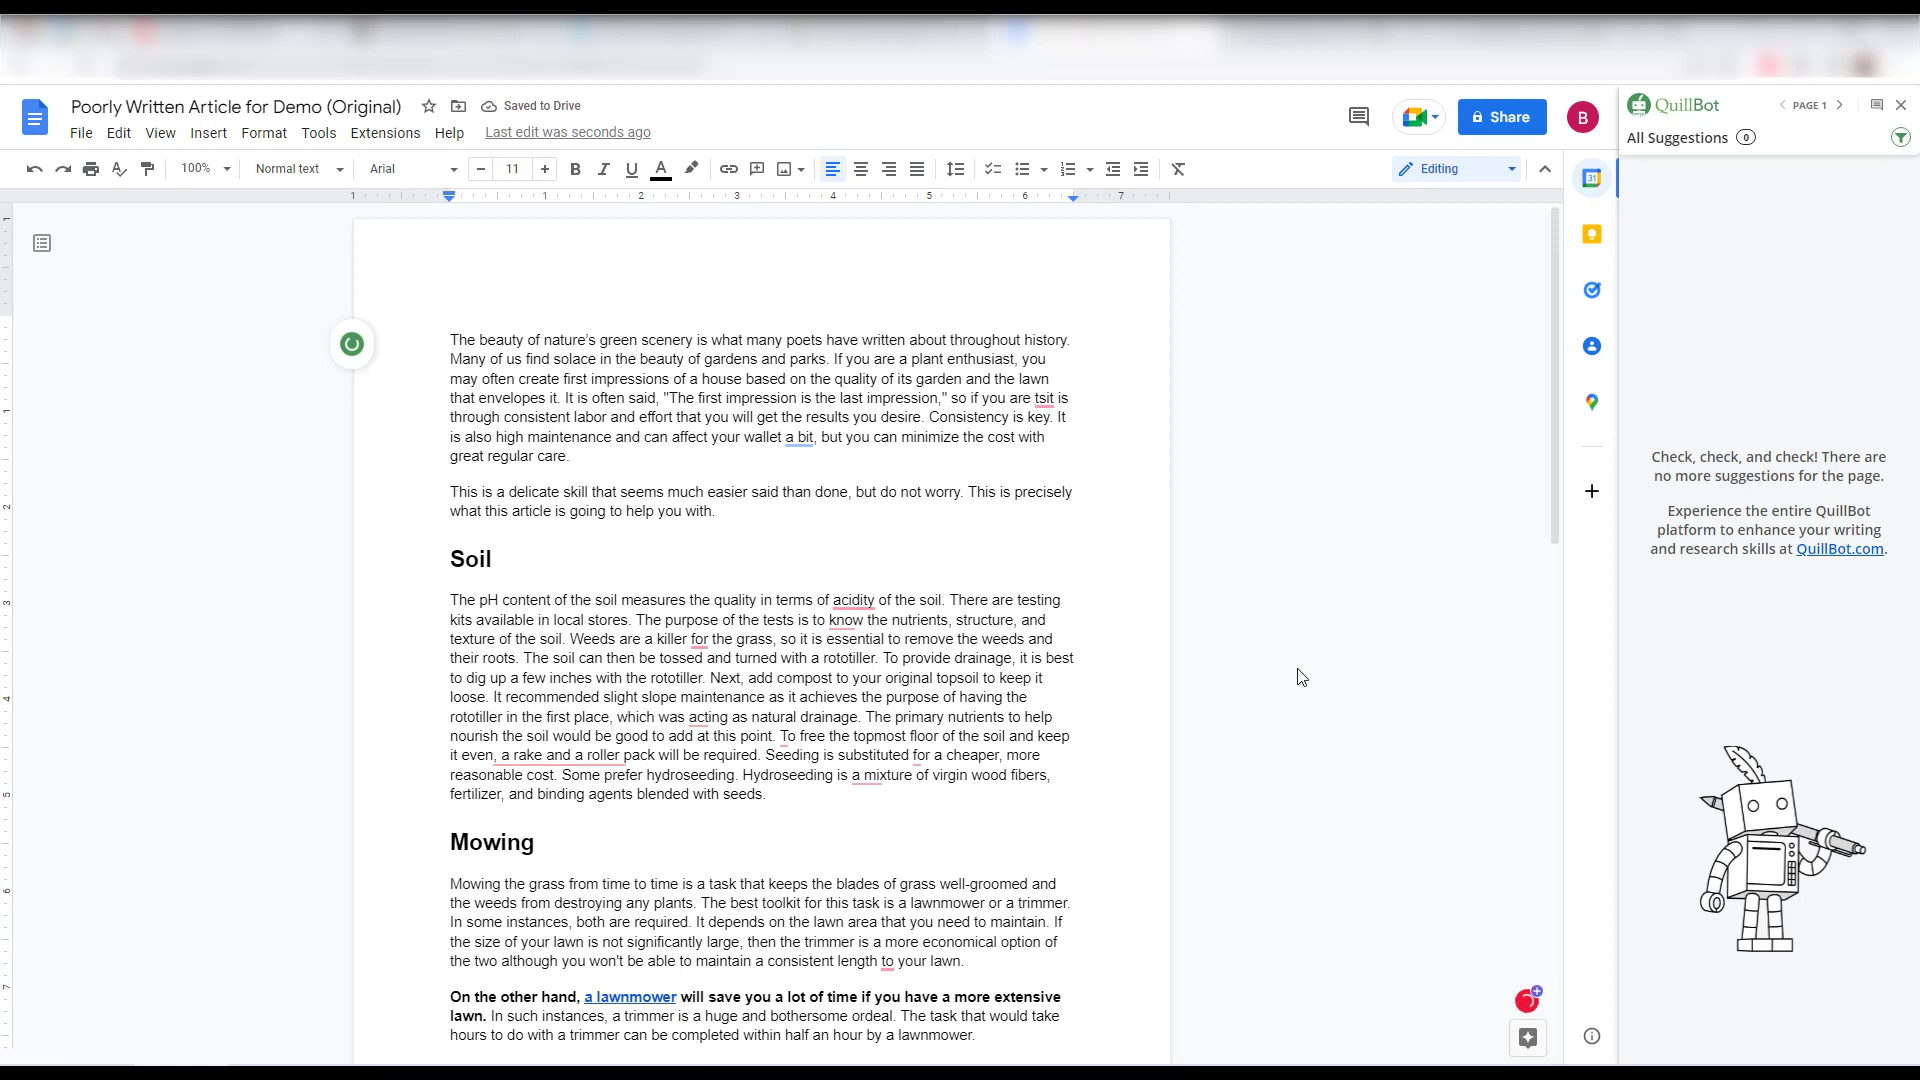 Poorly Written Article for Demo (Original)
Saved to Drive
File Edit View Insert Format Tools Extensions Help Last edit was seconds ago
Share
B
QuillBot
PAGE 1
All Suggestions 0
100% Normal text Arial 11 B I U A
Editing
31
1 1 2 3 4 5 6 7
1
1
2
3
4
5
6
7
The beauty of nature's green scenery is what many poets have written about throughout history.
Many of us find solace in the beauty of gardens and parks. If you are a plant enthusiast, you
may often create first impressions of a house based on the quality of its garden and the lawn
that envelopes it. It is often said, "The first impression is the last impression," so if you are tsit is
through consistent labor and effort that you will get the results you desire. Consistency is key. It
is also high maintenance and can affect your wallet a bit, but you can minimize the cost with
great regular care.
This is a delicate skill that seems much easier said than done, but do not worry. This is precisely
what this article is going to help you with.
Soil
The pH content of the soil measures the quality in terms of acidity of the soil. There are testing
kits available in local stores. The purpose of the tests is to know the nutrients, structure, and
texture of the soil. Weeds are a killer for the grass, so it is essential to remove the weeds and
their roots. The soil can then be tossed and turned with a rototiller. To provide drainage, it is best
to dig up a few inches with the rototiller. Next, add compost to your original topsoil to keep it
loose. It recommended slight slope maintenance as it achieves the purpose of having the
rototiller in the first place, which was acting as natural drainage. The primary nutrients to help
nourish the soil would be good to add at this point. To free the topmost floor of the soil and keep
it even, a rake and a roller pack will be required. Seeding is substituted for a cheaper, more
reasonable cost. Some prefer hydroseeding. Hydroseeding is a mixture of virgin wood fibers,
fertilizer, and binding agents blended with seeds.
Mowing
Mowing the grass from time to time is a task that keeps the blades of grass well-groomed and
the weeds from destroying any plants. The best toolkit for this task is a lawnmower or a trimmer.
In some instances, both are required. It depends on the lawn area that you need to maintain. If
the size of your lawn is not significantly large, then the trimmer is a more economical option of
the two although you won't be able to maintain a consistent length to your lawn.
On the other hand, a lawnmower will save you a lot of time if you have a more extensive
lawn. In such instances, a trimmer is a huge and bothersome ordeal. The task that would take
hours to do with a trimmer can be completed within half an hour by a lawnmower.
Check, check, and check! There are
no more suggestions for the page.
Experience the entire QuillBot
platform to enhance your writing
and research skills at QuillBot.com.